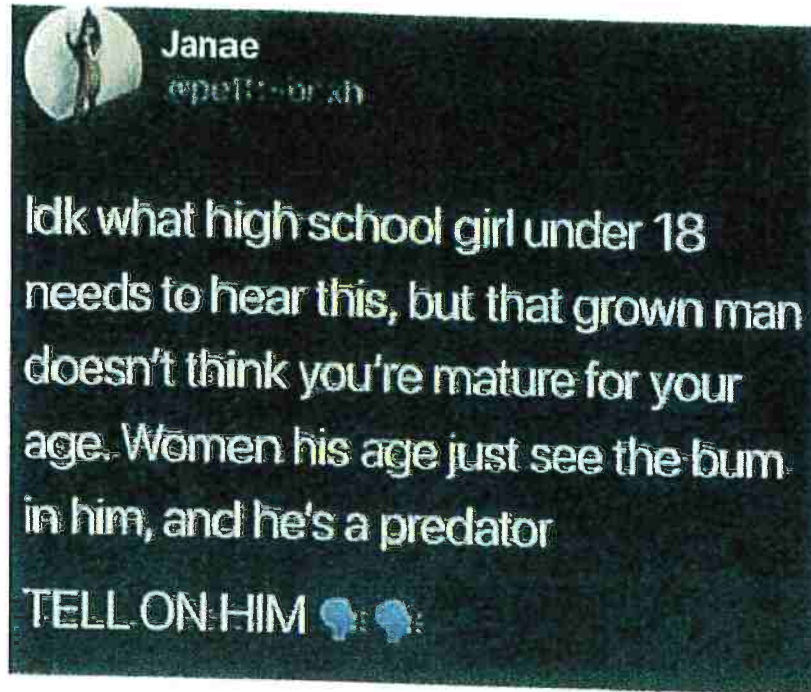 Janae
Idk what high school girl under 18
needs to hear this, but that grown man
doesn't think you're mature for your
age. Women his age just see the bum
in him, and he's a predator
TELL ON HIM 🗣️🗣️